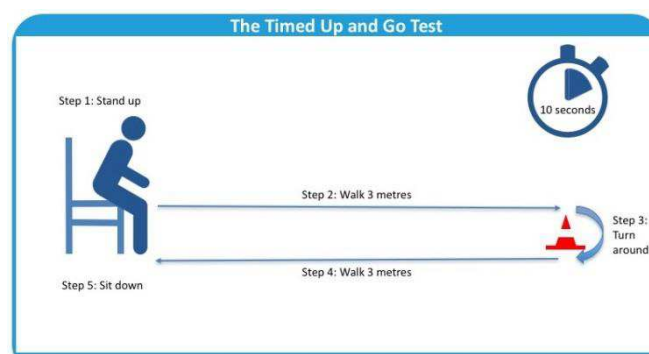 The Timed Up and Go Test
Step 1: Stand up
10 seconds
Step 2: Walk 3 metres
Step 3:
Turn
around
Step 4: Walk 3 metres
Step 5: Sit down